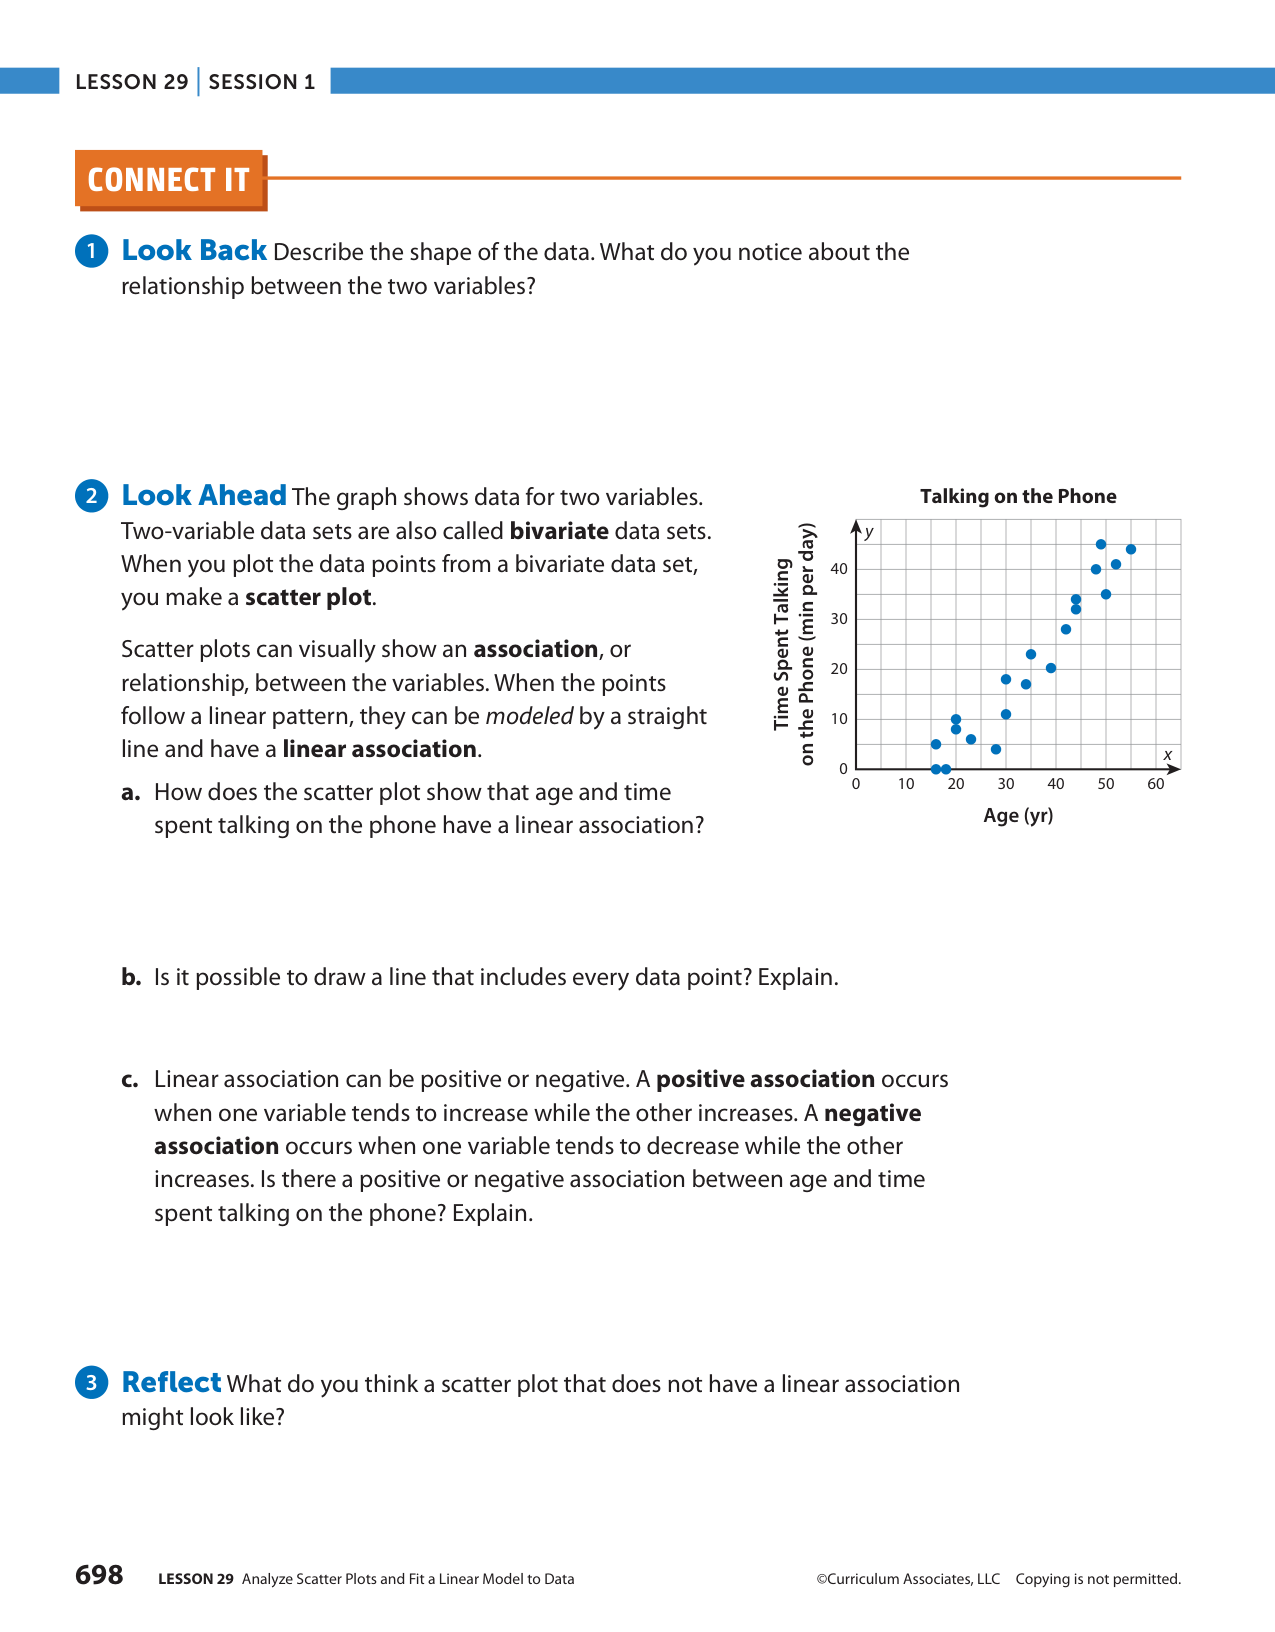 LESSON 29 | SESSION 1
CONNECT IT
1 Look Back Describe the shape of the data. What do you notice about the
relationship between the two variables?
2 Look Ahead The graph shows data for two variables.
Two-variable data sets are also called bivariate data sets.
When you plot the data points from a bivariate data set,
you make a scatter plot.
Scatter plots can visually show an association, or
relationship, between the variables. When the points
follow a linear pattern, they can be modeled by a straight
line and have a linear association.
a. How does the scatter plot show that age and time
spent talking on the phone have a linear association?
Talking on the Phone
Time Spent Talking
on the Phone (min per day)
y
40
30
20
10
0
x
0 10 20 30 40 50 60
Age (yr)
b. Is it possible to draw a line that includes every data point? Explain.
c. Linear association can be positive or negative. A positive association occurs
when one variable tends to increase while the other increases. A negative
association occurs when one variable tends to decrease while the other
increases. Is there a positive or negative association between age and time
spent talking on the phone? Explain.
3 Reflect What do you think a scatter plot that does not have a linear association
might look like?
698 LESSON 29 Analyze Scatter Plots and Fit a Linear Model to Data ©Curriculum Associates, LLC Copying is not permitted.